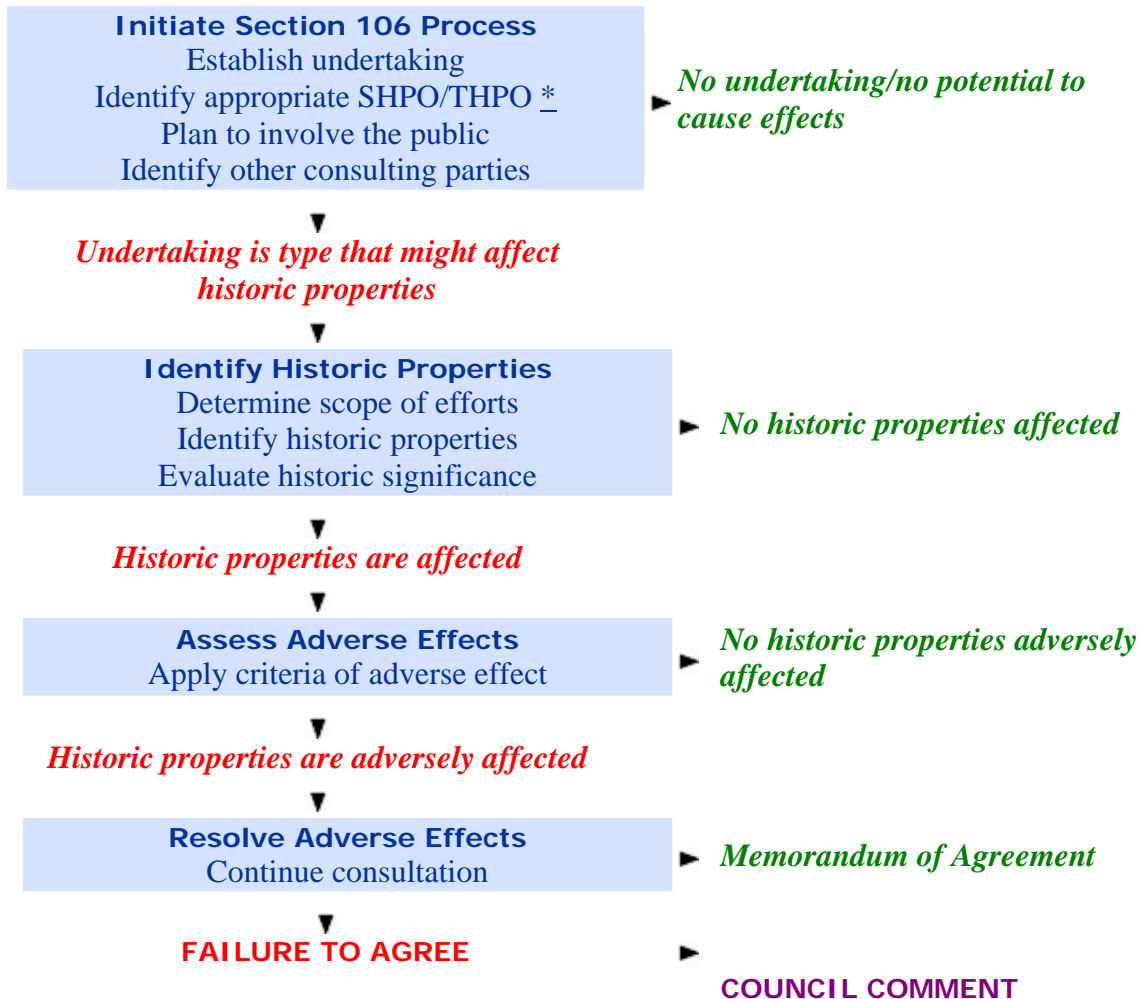 Initiate Section 106 Process
Establish undertaking
Identify appropriate SHPO/THPO *
Plan to involve the public
Identify other consulting parties
No undertaking/no potential to
cause effects
Undertaking is type that might affect
historic properties
Identify Historic Properties
Determine scope of efforts
Identify historic properties
Evaluate historic significance
No historic properties affected
Historic properties are affected
Assess Adverse Effects
Apply criteria of adverse effect
No historic properties adversely
affected
Historic properties are adversely affected
Resolve Adverse Effects
Continue consultation
Memorandum of Agreement
FAILURE TO AGREE
COUNCIL COMMENT